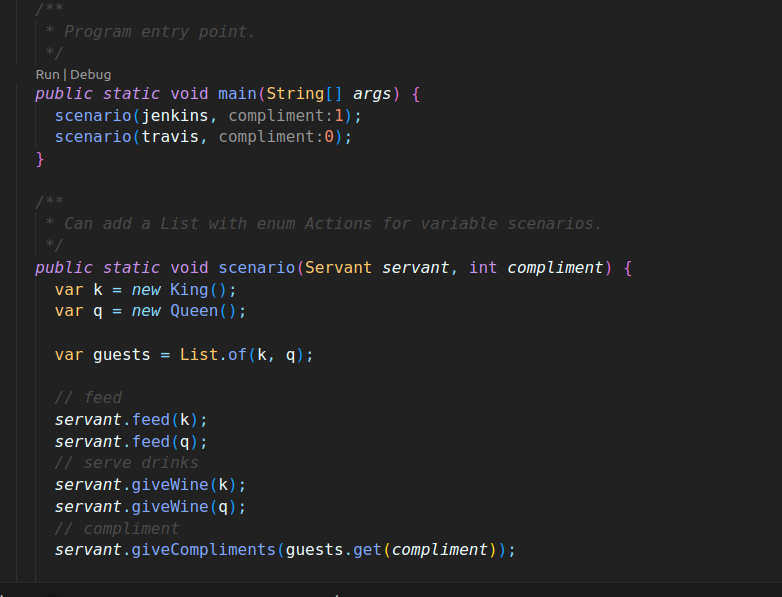 /**
 * Program entry point.
 */
Run | Debug
public static void main(String[] args) {
  scenario(jenkins, compliment:1);
  scenario(travis, compliment:0);
}
/**
 * Can add a List with enum Actions for variable scenarios.
 */
public static void scenario(Servant servant, int compliment) {
  var k = new King();
  var q = new Queen();
  var guests = List.of(k, q);
  // feed
  servant.feed(k);
  servant.feed(q);
  // serve drinks
  servant.giveWine(k);
  servant.giveWine(q);
  // compliment
  servant.giveCompliments(guests.get(compliment));